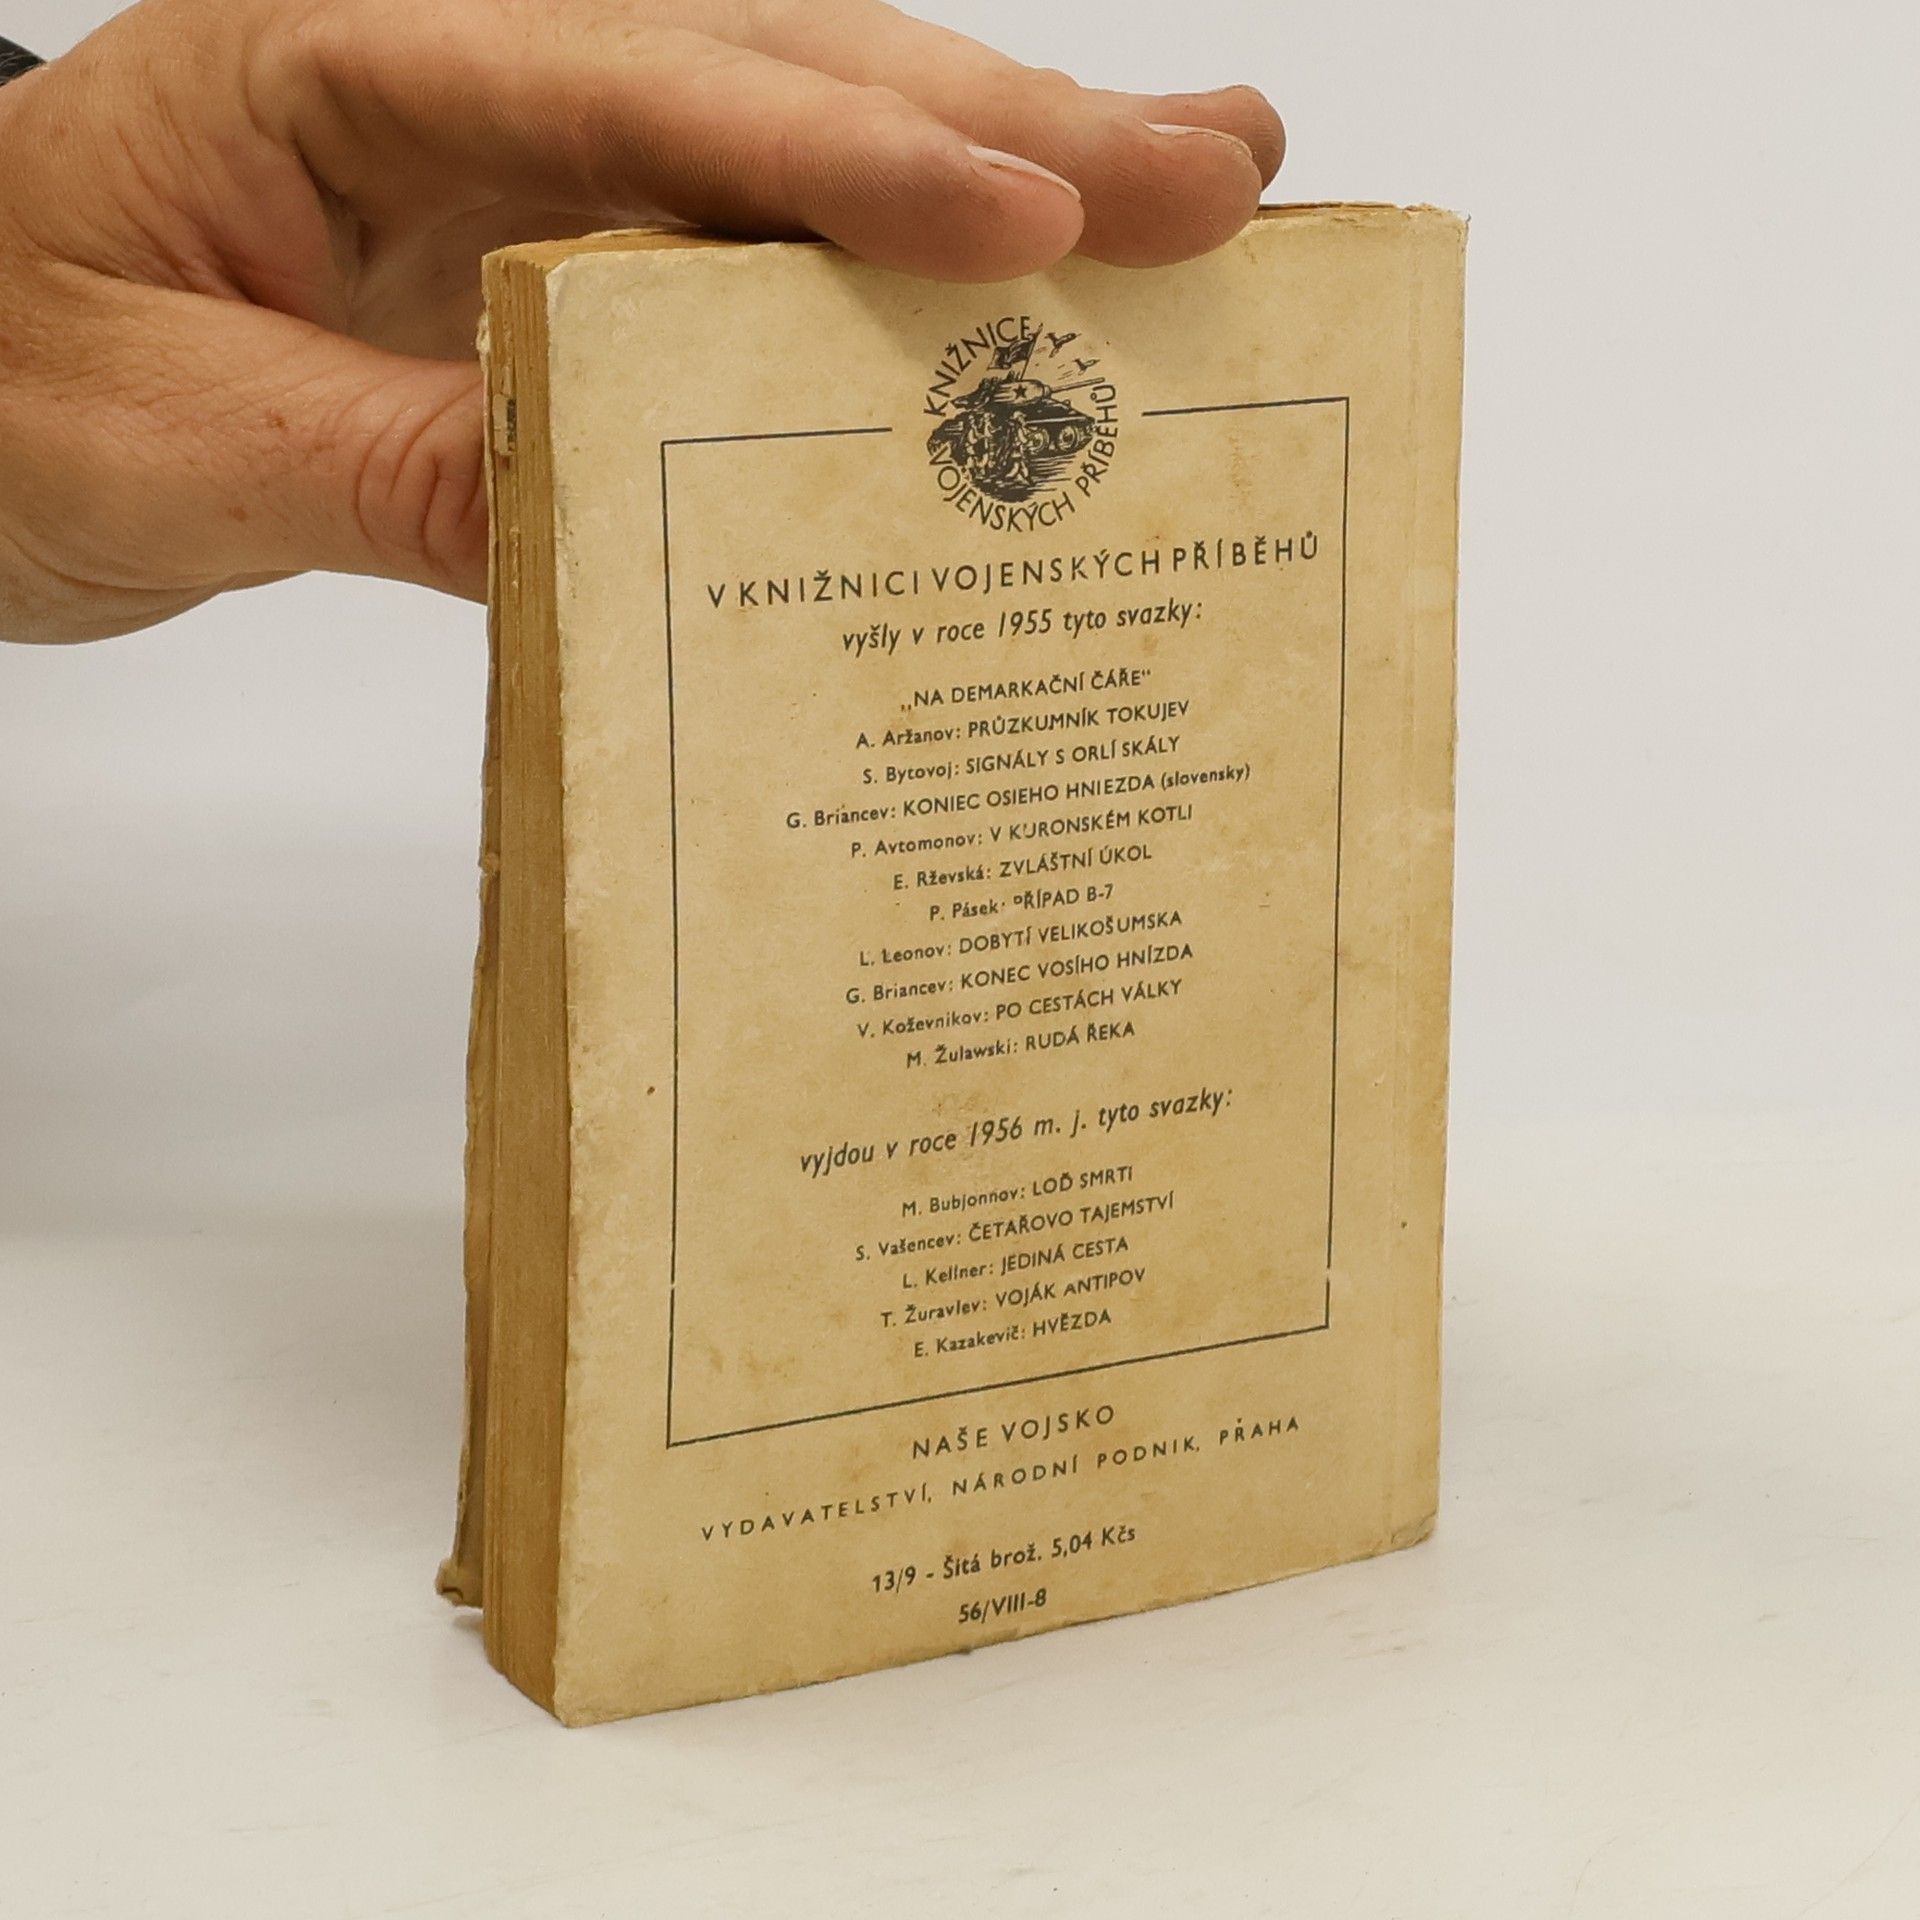 KNIŽNICE VOJENSKÝCH PŘÍBĚHŮ
V KNIŽNICI VOJENSKÝCH PŘÍBĚHŮ
vyšly v roce 1955 tyto svazky:
„NA DEMARKAČNÍ ČÁŘE“
A. Aržanov: PRŮZKUMNÍK TOKUJEV
S. Bytovoj: SIGNÁLY S ORLÍ SKÁLY
G. Briancev: KONIEC OSIEHO HNIEZDA (slovensky)
P. Avtomonov: V KURONSKÉM KOTLI
E. Rževská: ZVLÁŠTNÍ ÚKOL
P. Pásek: PŘÍPAD B-7
L. Leonov: DOBYTÍ VELIKOŠUMSKA
G. Briancev: KONEC VOSÍHO HNÍZDA
V. Koževnikov: PO CESTÁCH VÁLKY
M. Žulawski: RUDÁ ŘEKA
vyjdou v roce 1956 m. j. tyto svazky:
M. Bubjonnov: LOĎ SMRTI
S. Vašencev: ČETAŘOVO TAJEMSTVÍ
L. Kellner: JEDINÁ CESTA
T. Žuravlev: VOJÁK ANTIPOV
E. Kazakevič: HVĚZDA
NAŠE VOJSKO
VYDAVATELSTVÍ, NÁRODNÍ PODNIK, PRAHA
13/9 - Šitá brož. 5,04 Kčs
56/VIII-8